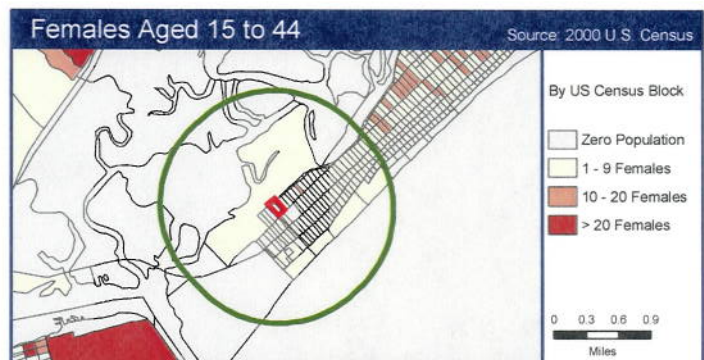 Females Aged 15 to 44
Source: 2000 U.S. Census
By US Census Block
Zero Population
1 - 9 Females
10 - 20 Females
> 20 Females
0 0.3 0.6 0.9
Miles